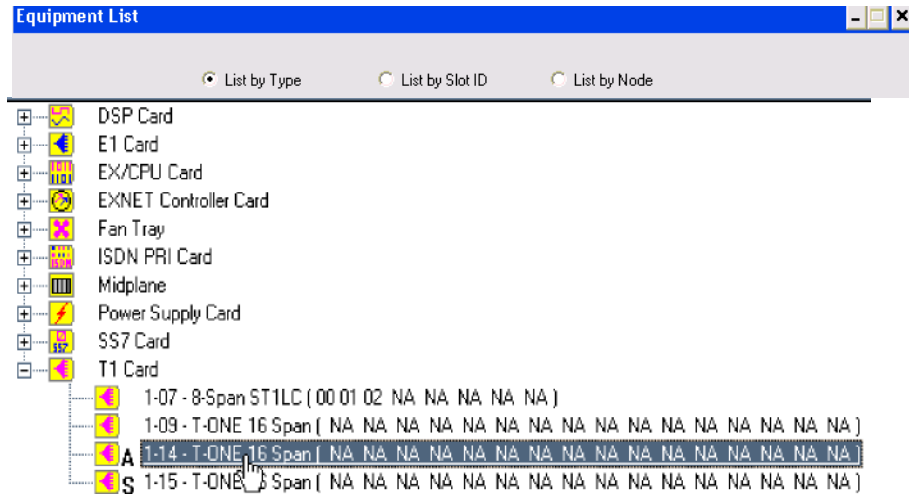 Equipment List
List by Type List by Slot ID List by Node
DSP Card
E1 Card
EX/CPU Card
EXNET Controller Card
Fan Tray
ISDN PRI Card
Midplane
Power Supply Card
SS7 Card
T1 Card
1-07 - 8-Span ST1LC ( 00 01 02 NA NA NA NA NA )
1-09 - T-ONE 16 Span ( NA NA NA NA NA NA NA NA NA NA NA NA NA NA NA NA )
A 1-14 - T-ONE 16 Span ( NA NA NA NA NA NA NA NA NA NA NA NA NA NA NA NA )
S 1-15 - Span ( NA NA NA NA NA NA NA NA NA NA NA NA NA NA NA NA )